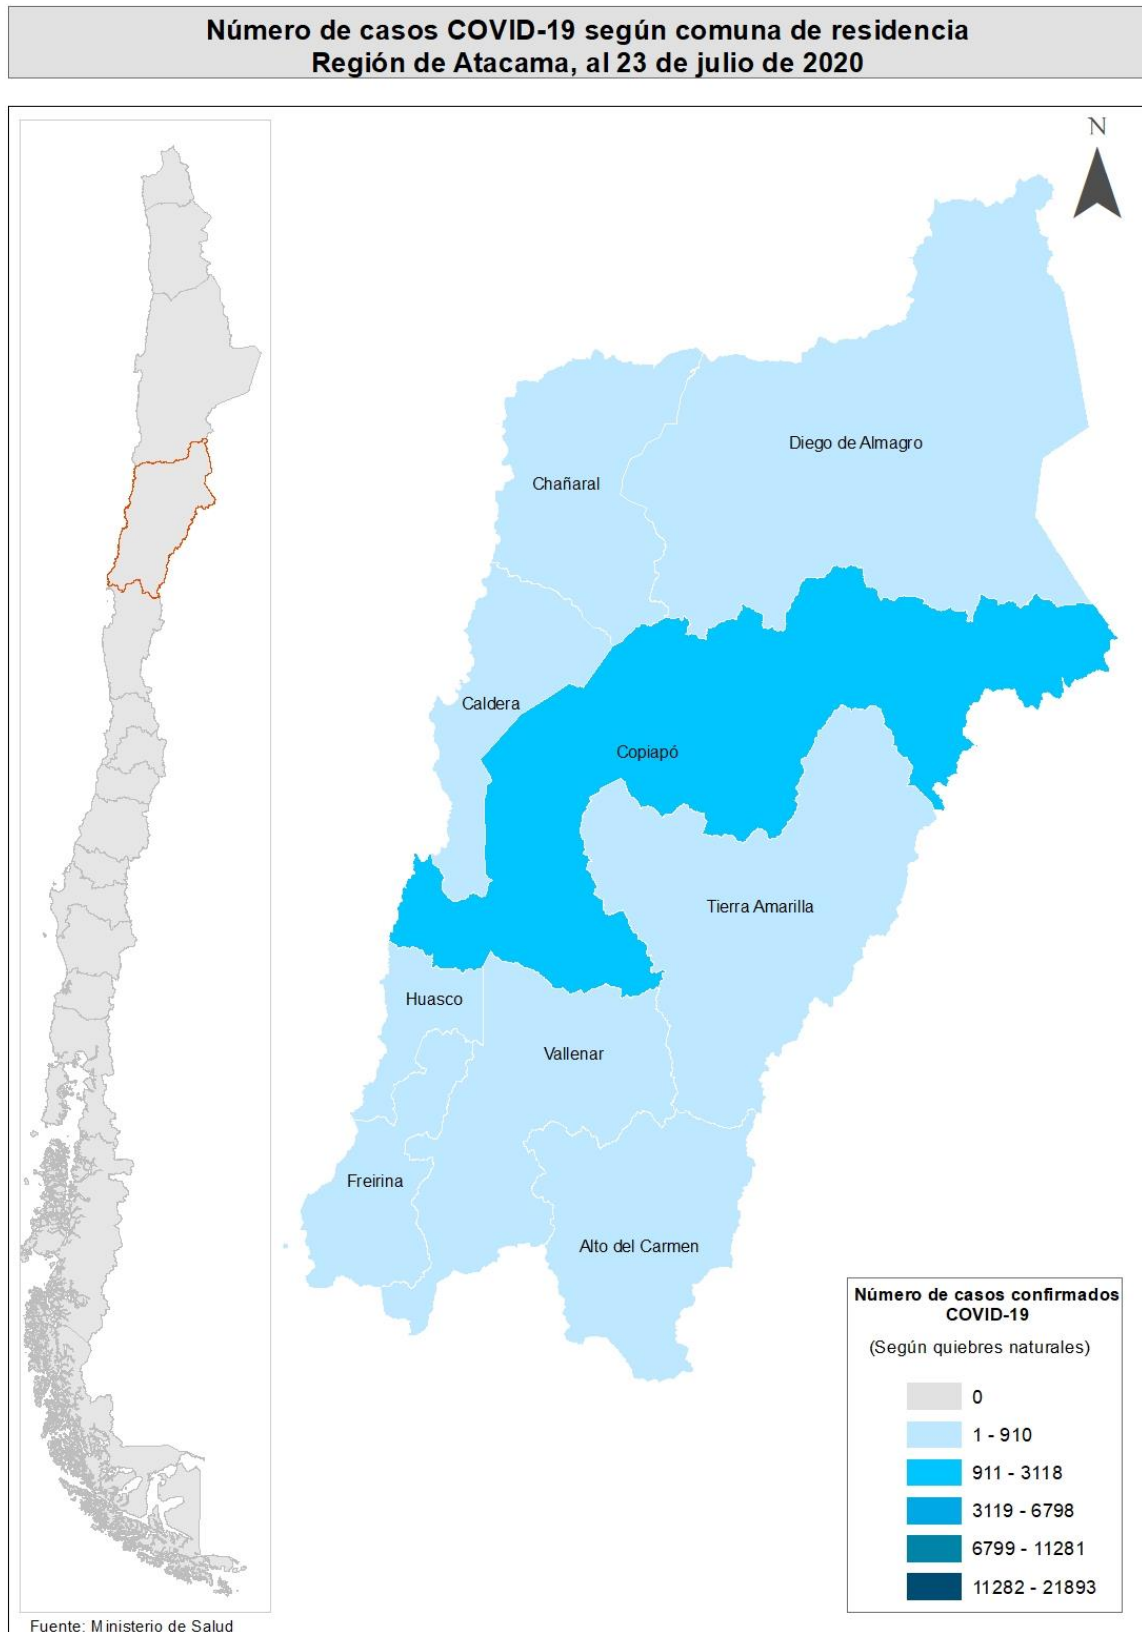 Número de casos COVID-19 según comuna de residencia
Región de Atacama, al 23 de julio de 2020
N
Diego de Almagro
Chañaral
Caldera
Copiapó
Tierra Amarilla
Huasco
Vallenar
Freirina
Alto del Carmen
Número de casos confirmados
COVID-19
(Según quiebres naturales)
0
1 - 910
911 - 3118
3119 - 6798
6799 - 11281
11282 - 21893
Fuente: Ministerio de Salud